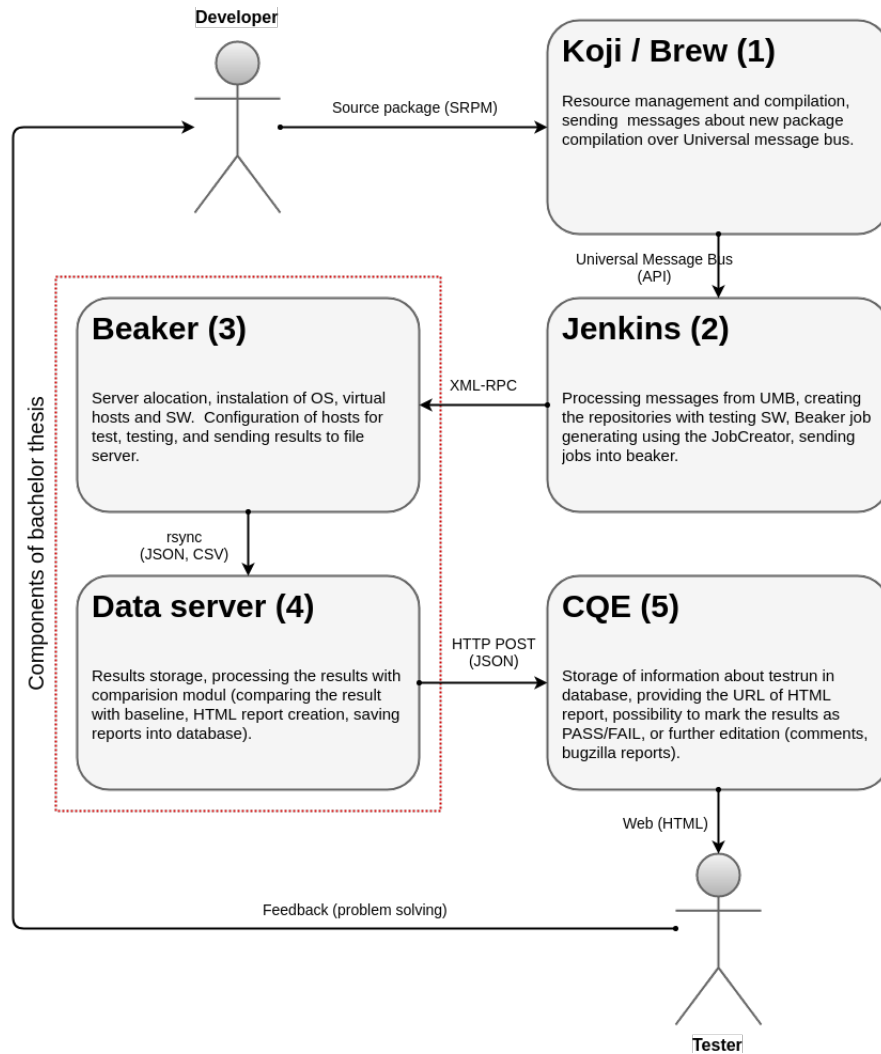 Developer
Source package (SRPM)
Koji / Brew (1)
Resource management and compilation,
sending  messages about new package
compilation over Universal message bus.
Universal Message Bus
(API)
Components of bachelor thesis
Beaker (3)
Server alocation, instalation of OS, virtual
hosts and SW.  Configuration of hosts for
test, testing, and sending results to file
server.
XML-RPC
Jenkins (2)
Processing messages from UMB, creating
the repositories with testing SW, Beaker job
generating using the JobCreator, sending
jobs into beaker.
rsync
(JSON, CSV)
Data server (4)
Results storage, processing the results with
comparision modul (comparing the result
with baseline, HTML report creation, saving
reports into database).
HTTP POST
(JSON)
CQE (5)
Storage of information about testrun in
database, providing the URL of HTML
report, possibility to mark the results as
PASS/FAIL, or further editation (comments,
bugzilla reports).
Web (HTML)
Feedback (problem solving)
Tester